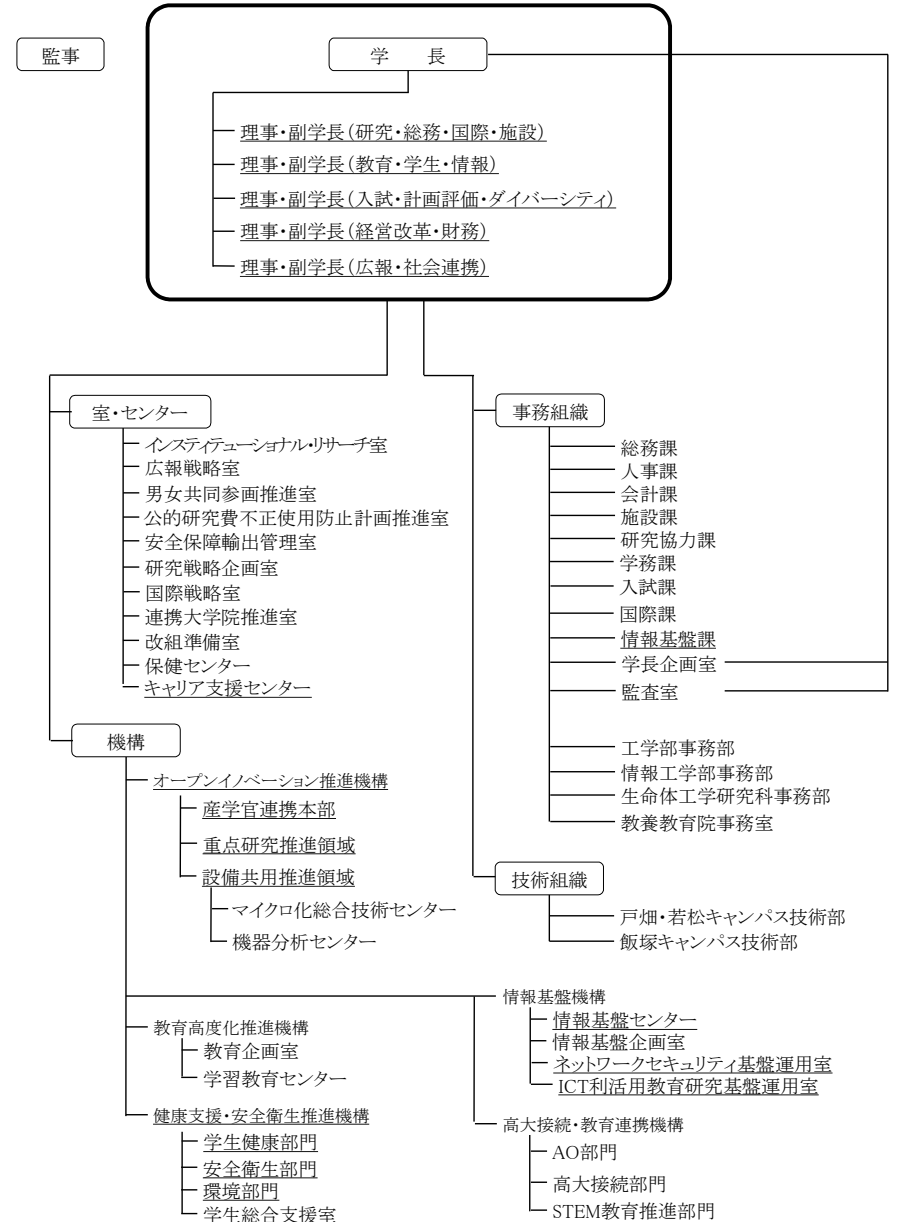 監事
学　長
理事・副学長（研究・総務・国際・施設）
理事・副学長（教育・学生・情報）
理事・副学長（入試・計画評価・ダイバーシティ）
理事・副学長（経営改革・財務）
理事・副学長（広報・社会連携）
室・センター
インスティテューショナル・リサーチ室
広報戦略室
男女共同参画推進室
公的研究費不正使用防止計画推進室
安全保障輸出管理室
研究戦略企画室
国際戦略室
連携大学院推進室
改組準備室
保健センター
キャリア支援センター
事務組織
総務課
人事課
会計課
施設課
研究協力課
学務課
入試課
国際課
情報基盤課
学長企画室
監査室
工学部事務部
情報工学部事務部
生命体工学研究科事務部
教養教育院事務室
機構
オープンイノベーション推進機構
産学官連携本部
重点研究推進領域
設備共用推進領域
マイクロ化総合技術センター
機器分析センター
技術組織
戸畑・若松キャンパス技術部
飯塚キャンパス技術部
教育高度化推進機構
教育企画室
学習教育センター
情報基盤機構
情報基盤センター
情報基盤企画室
ネットワークセキュリティ基盤運用室
ICT利活用教育研究基盤運用室
健康支援・安全衛生推進機構
学生健康部門
安全衛生部門
環境部門
学生総合支援室
高大接続・教育連携機構
AO部門
高大接続部門
STEM教育推進部門